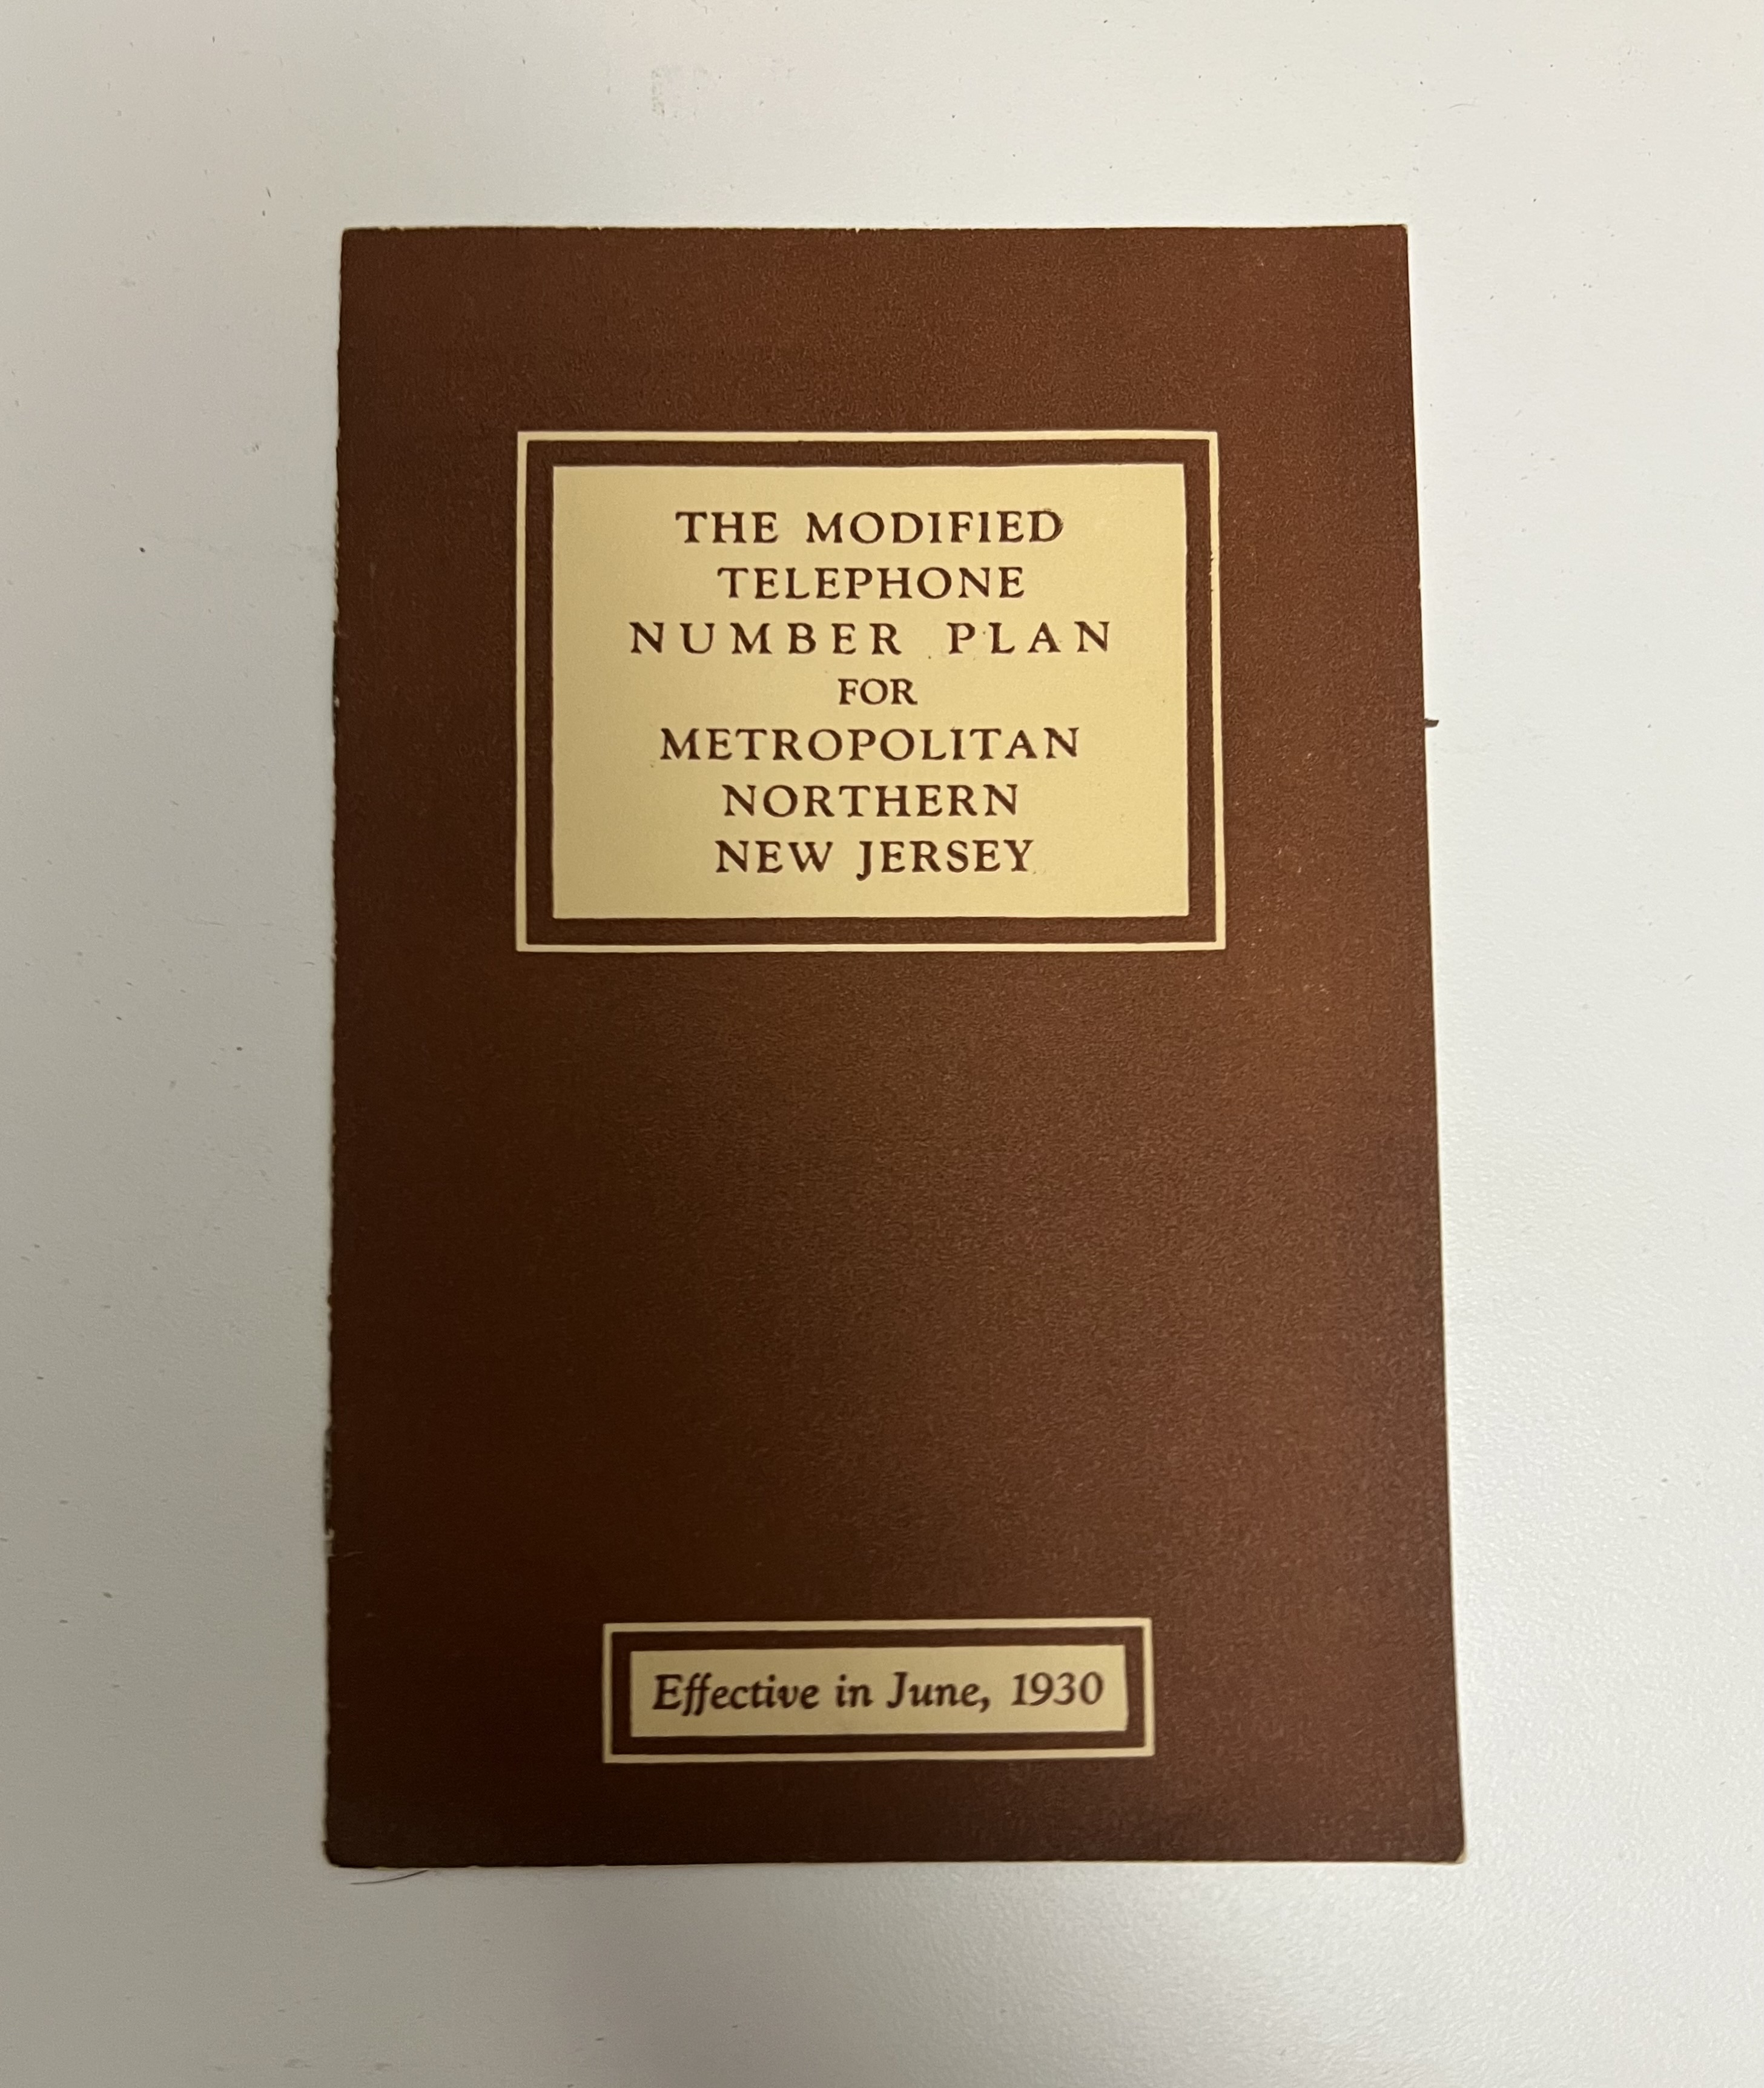 THE MODIFIED
TELEPHONE
NUMBER PLAN
FOR
METROPOLITAN
NORTHERN
NEW JERSEY
Effective in June, 1930